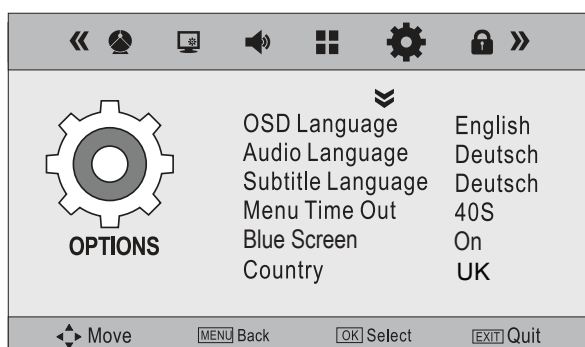 OSD Language English
Audio Language Deutsch
Subtitle Language Deutsch
Menu Time Out 40S
Blue Screen On
Country UK
OPTIONS
Move MENU Back OK Select EXIT Quit